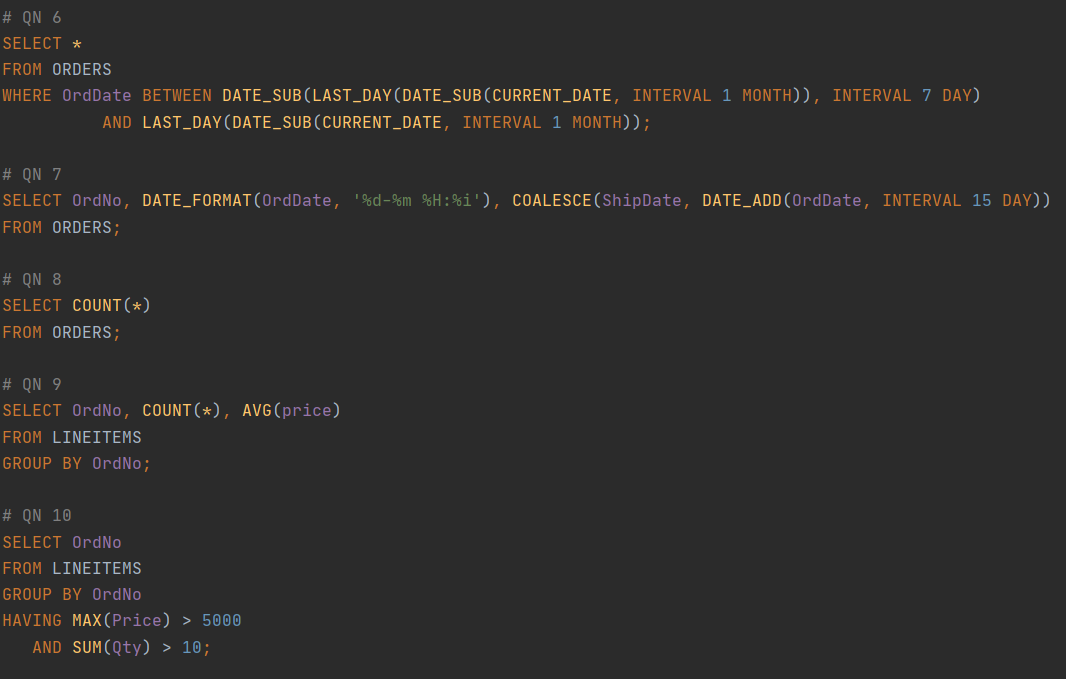 # QN 6
SELECT *
FROM ORDERS
WHERE OrdDate BETWEEN DATE_SUB(LAST_DAY(DATE_SUB(CURRENT_DATE, INTERVAL 1 MONTH)), INTERVAL 7 DAY)
          AND LAST_DAY(DATE_SUB(CURRENT_DATE, INTERVAL 1 MONTH));

# QN 7
SELECT OrdNo, DATE_FORMAT(OrdDate, '%d-%m %H:%i'), COALESCE(ShipDate, DATE_ADD(OrdDate, INTERVAL 15 DAY))
FROM ORDERS;

# QN 8
SELECT COUNT(*)
FROM ORDERS;

# QN 9
SELECT OrdNo, COUNT(*), AVG(price)
FROM LINEITEMS
GROUP BY OrdNo;

# QN 10
SELECT OrdNo
FROM LINEITEMS
GROUP BY OrdNo
HAVING MAX(Price) > 5000
   AND SUM(Qty) > 10;